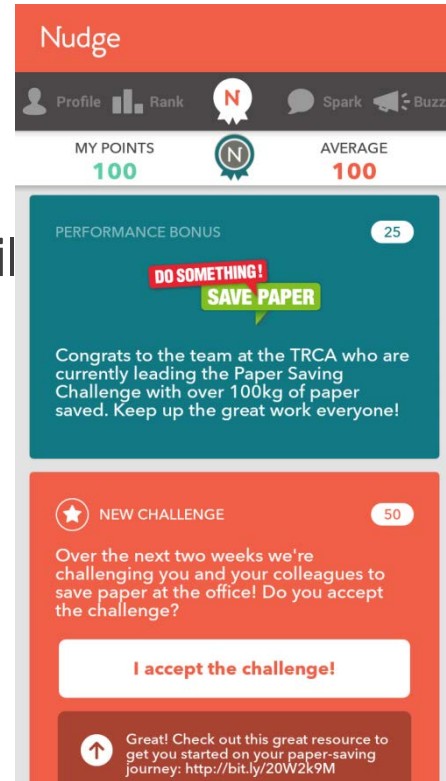 Nudge
Profile Rank N Spark Buzz
MY POINTS N AVERAGE
100 100
PERFORMANCE BONUS 25
DO SOMETHING!
SAVE PAPER
Congrats to the team at the TRCA who are
currently leading the Paper Saving
Challenge with over 100kg of paper
saved. Keep up the great work everyone!
NEW CHALLENGE 50
Over the next two weeks we're
challenging you and your colleagues to
save paper at the office! Do you accept
the challenge?
I accept the challenge!
Great! Check out this great resource to
get you started on your paper-saving
journey: http://bit.ly/20W2k9M